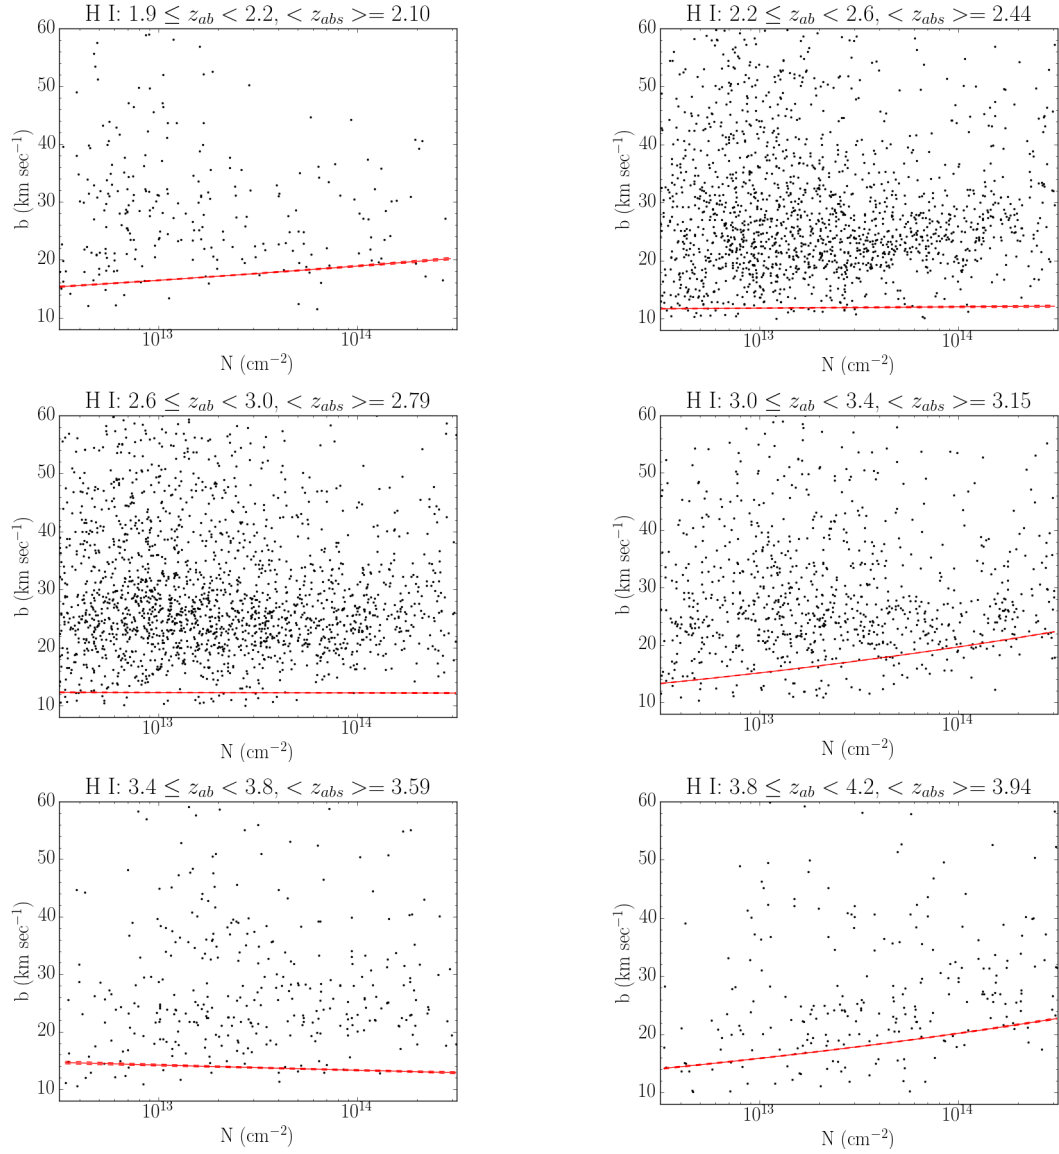 H I: 1.9 ≤ z_ab < 2.2, < z_abs >= 2.10
60
50
40
30
20
10
b (km sec⁻¹)
10¹³ 10¹⁴
N (cm⁻²)
H I: 2.2 ≤ z_ab < 2.6, < z_abs >= 2.44
60
50
40
30
20
10
b (km sec⁻¹)
10¹³ 10¹⁴
N (cm⁻²)
H I: 2.6 ≤ z_ab < 3.0, < z_abs >= 2.79
60
50
40
30
20
10
b (km sec⁻¹)
10¹³ 10¹⁴
N (cm⁻²)
H I: 3.0 ≤ z_ab < 3.4, < z_abs >= 3.15
60
50
40
30
20
10
b (km sec⁻¹)
10¹³ 10¹⁴
N (cm⁻²)
H I: 3.4 ≤ z_ab < 3.8, < z_abs >= 3.59
60
50
40
30
20
10
b (km sec⁻¹)
10¹³ 10¹⁴
N (cm⁻²)
H I: 3.8 ≤ z_ab < 4.2, < z_abs >= 3.94
60
50
40
30
20
10
b (km sec⁻¹)
10¹³ 10¹⁴
N (cm⁻²)